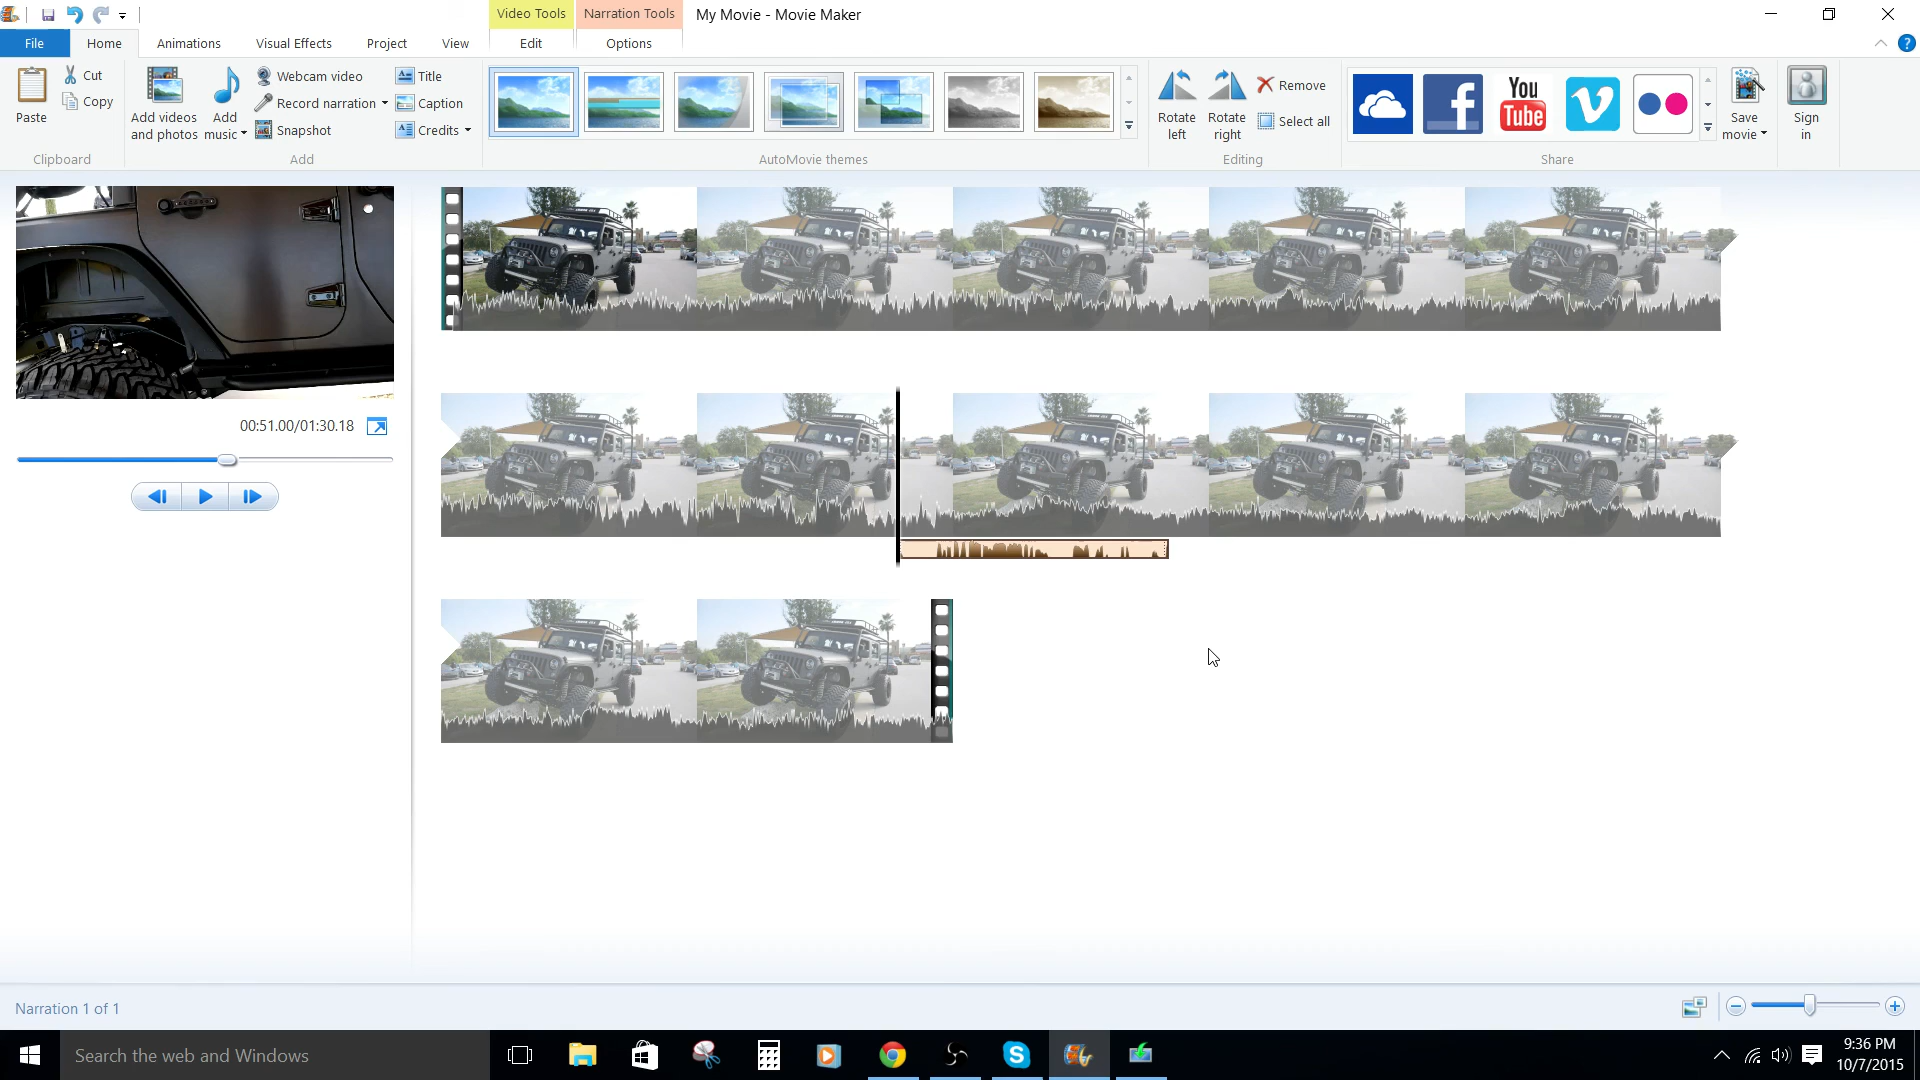 Video Tools
Narration Tools
My Movie - Movie Maker
File
Home
Animations
Visual Effects
Project
View
Edit
Options
?
Paste
Cut
Copy
Clipboard
Add videos
and photos
Add
music
Webcam video
Record narration
Snapshot
Title
Caption
Credits
Add
AutoMovie themes
Rotate
left
Rotate
right
Remove
Select all
Editing
f
You
Tube
V
Share
Save
movie
Sign
in
00:51.00/01:30.18
Narration 1 of 1
Search the web and Windows
9:36 PM
10/7/2015